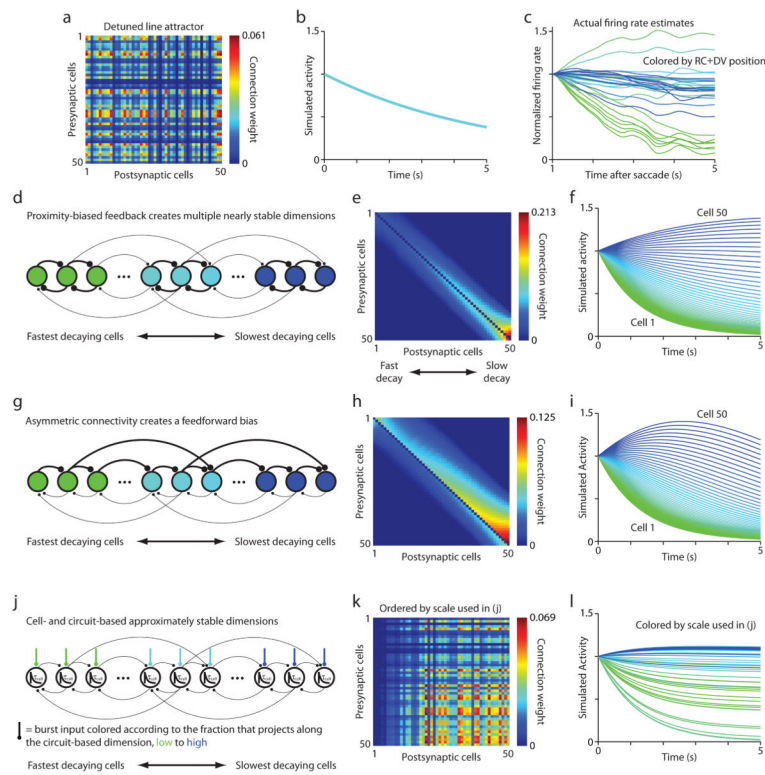 a
Detuned line attractor
1
50
Presynaptic cells
1
50
Postsynaptic cells
0.061
0
Connection weight
b
1.5
1
0
Simulated activity
0
5
Time (s)
c
Actual firing rate estimates
Colored by RC+DV position
1.5
1
0
Normalized firing rate
1
5
Time after saccade (s)
d
Proximity-biased feedback creates multiple nearly stable dimensions
...
...
Fastest decaying cells
Slowest decaying cells
e
1
50
Presynaptic cells
1
50
Postsynaptic cells
Fast
decay
Slow
decay
0.213
0
Connection weight
f
1.5
1
0
Simulated activity
Cell 50
Cell 1
0
5
Time (s)
g
Asymmetric connectivity creates a feedforward bias
...
...
Fastest decaying cells
Slowest decaying cells
h
1
50
Presynaptic cells
1
50
Postsynaptic cells
0.125
0
Connection weight
i
1.5
1
0
Simulated Activity
Cell 50
Cell 1
0
5
Time (s)
j
Cell- and circuit-based approximately stable dimensions
...
...
= burst input colored according to the fraction that projects along
the circuit-based dimension, low to high
Fastest decaying cells
Slowest decaying cells
k
Ordered by scale used in (j)
1
50
Presynaptic cells
1
50
Postsynaptic cells
0.069
0
Connection weight
l
Colored by scale used in (j)
1.5
1
0
Simulated Activity
0
5
Time (s)